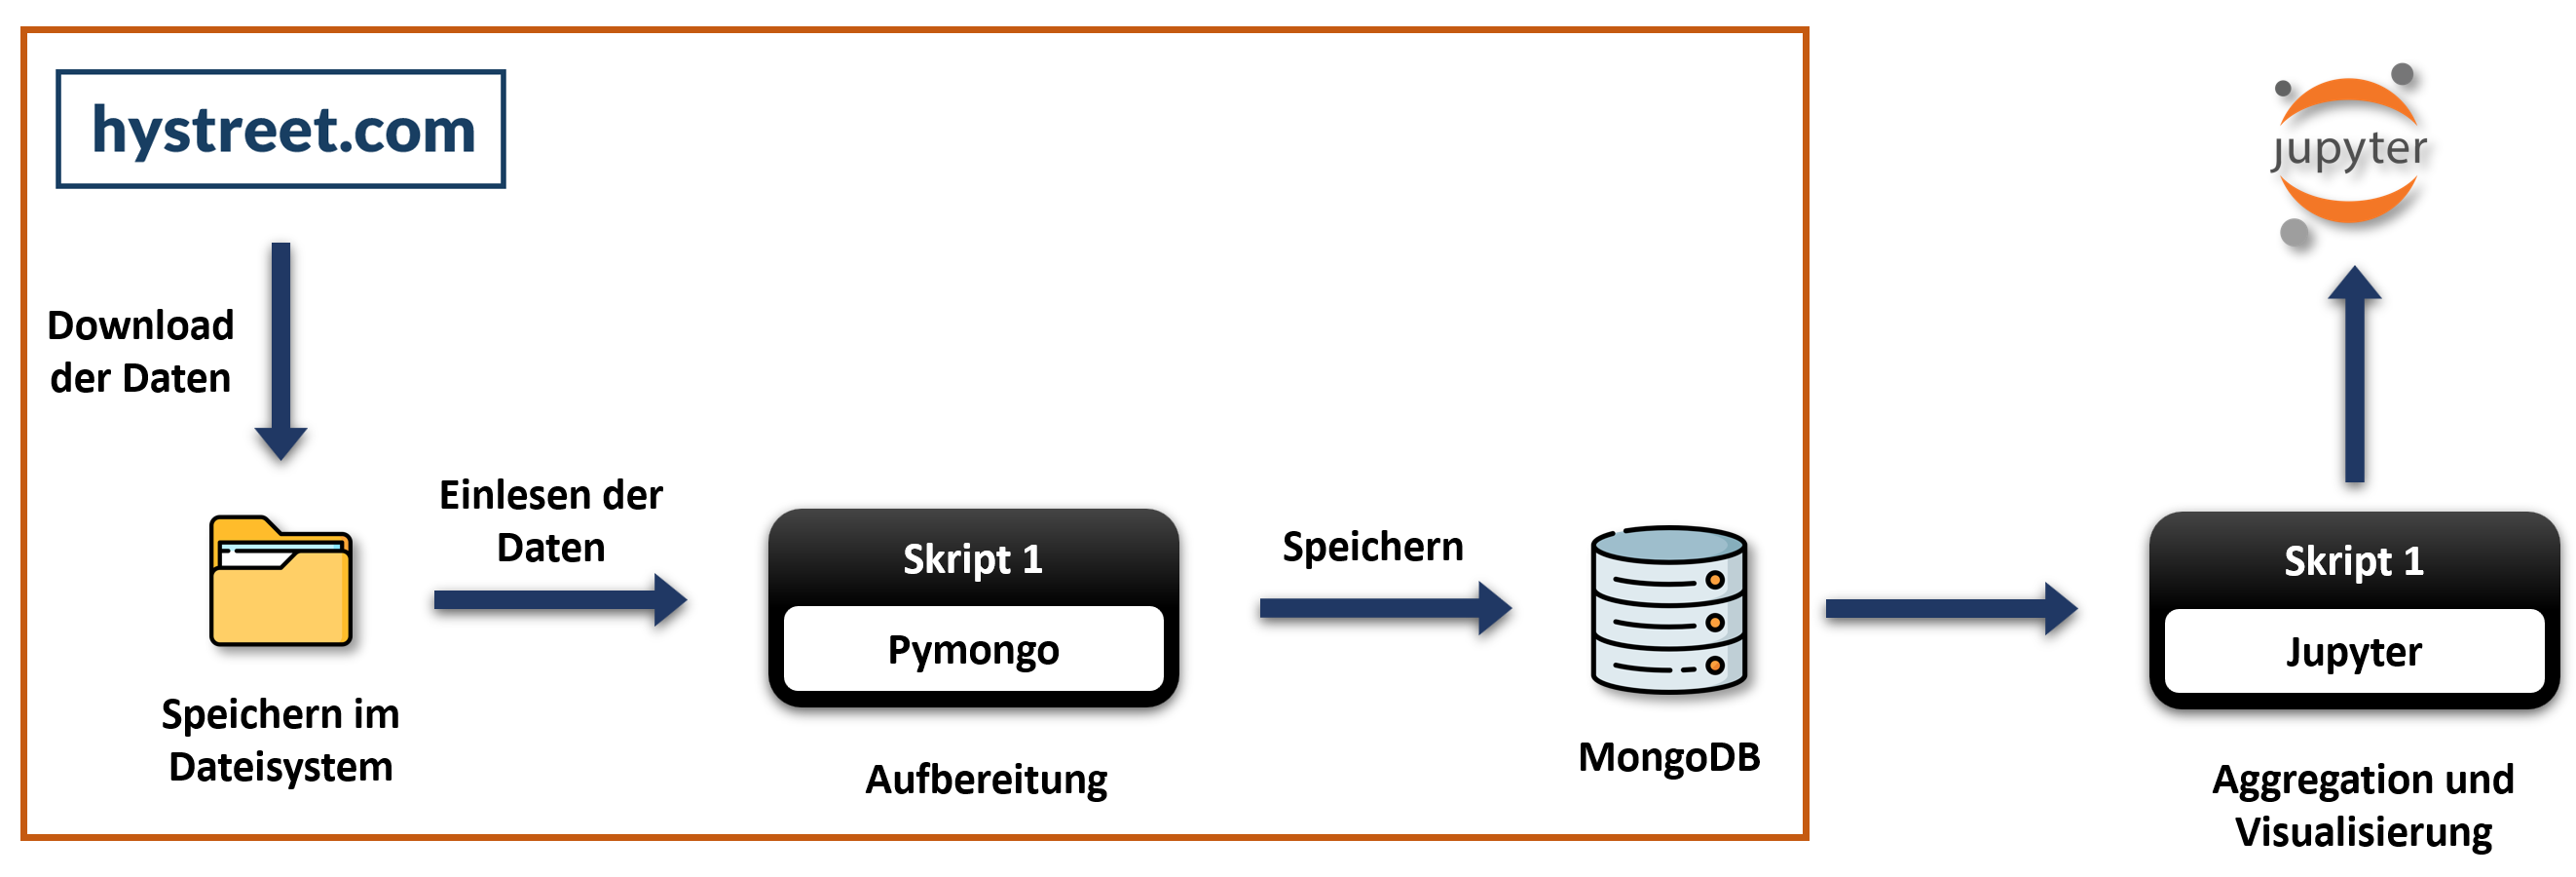 hystreet.com
Download
der Daten
Speichern im
Dateisystem
Einlesen der
Daten
Skript 1
Pymongo
Aufbereitung
Speichern
MongoDB
Skript 1
Jupyter
Aggregation und
Visualisierung
jupyter